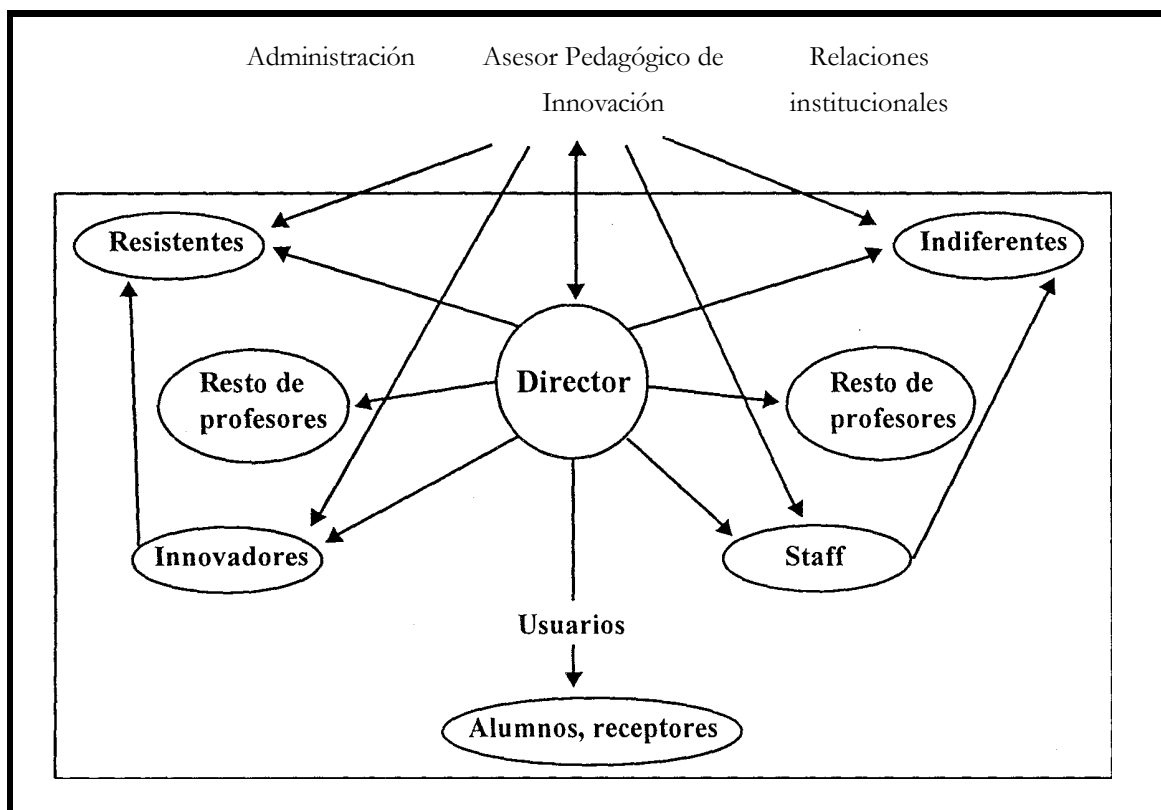 Administración
Asesor Pedagógico de
Innovación
Relaciones
institucionales
Resistentes
Indiferentes
Resto de
profesores
Director
Resto de
profesores
Innovadores
Staff
Usuarios
Alumnos, receptores